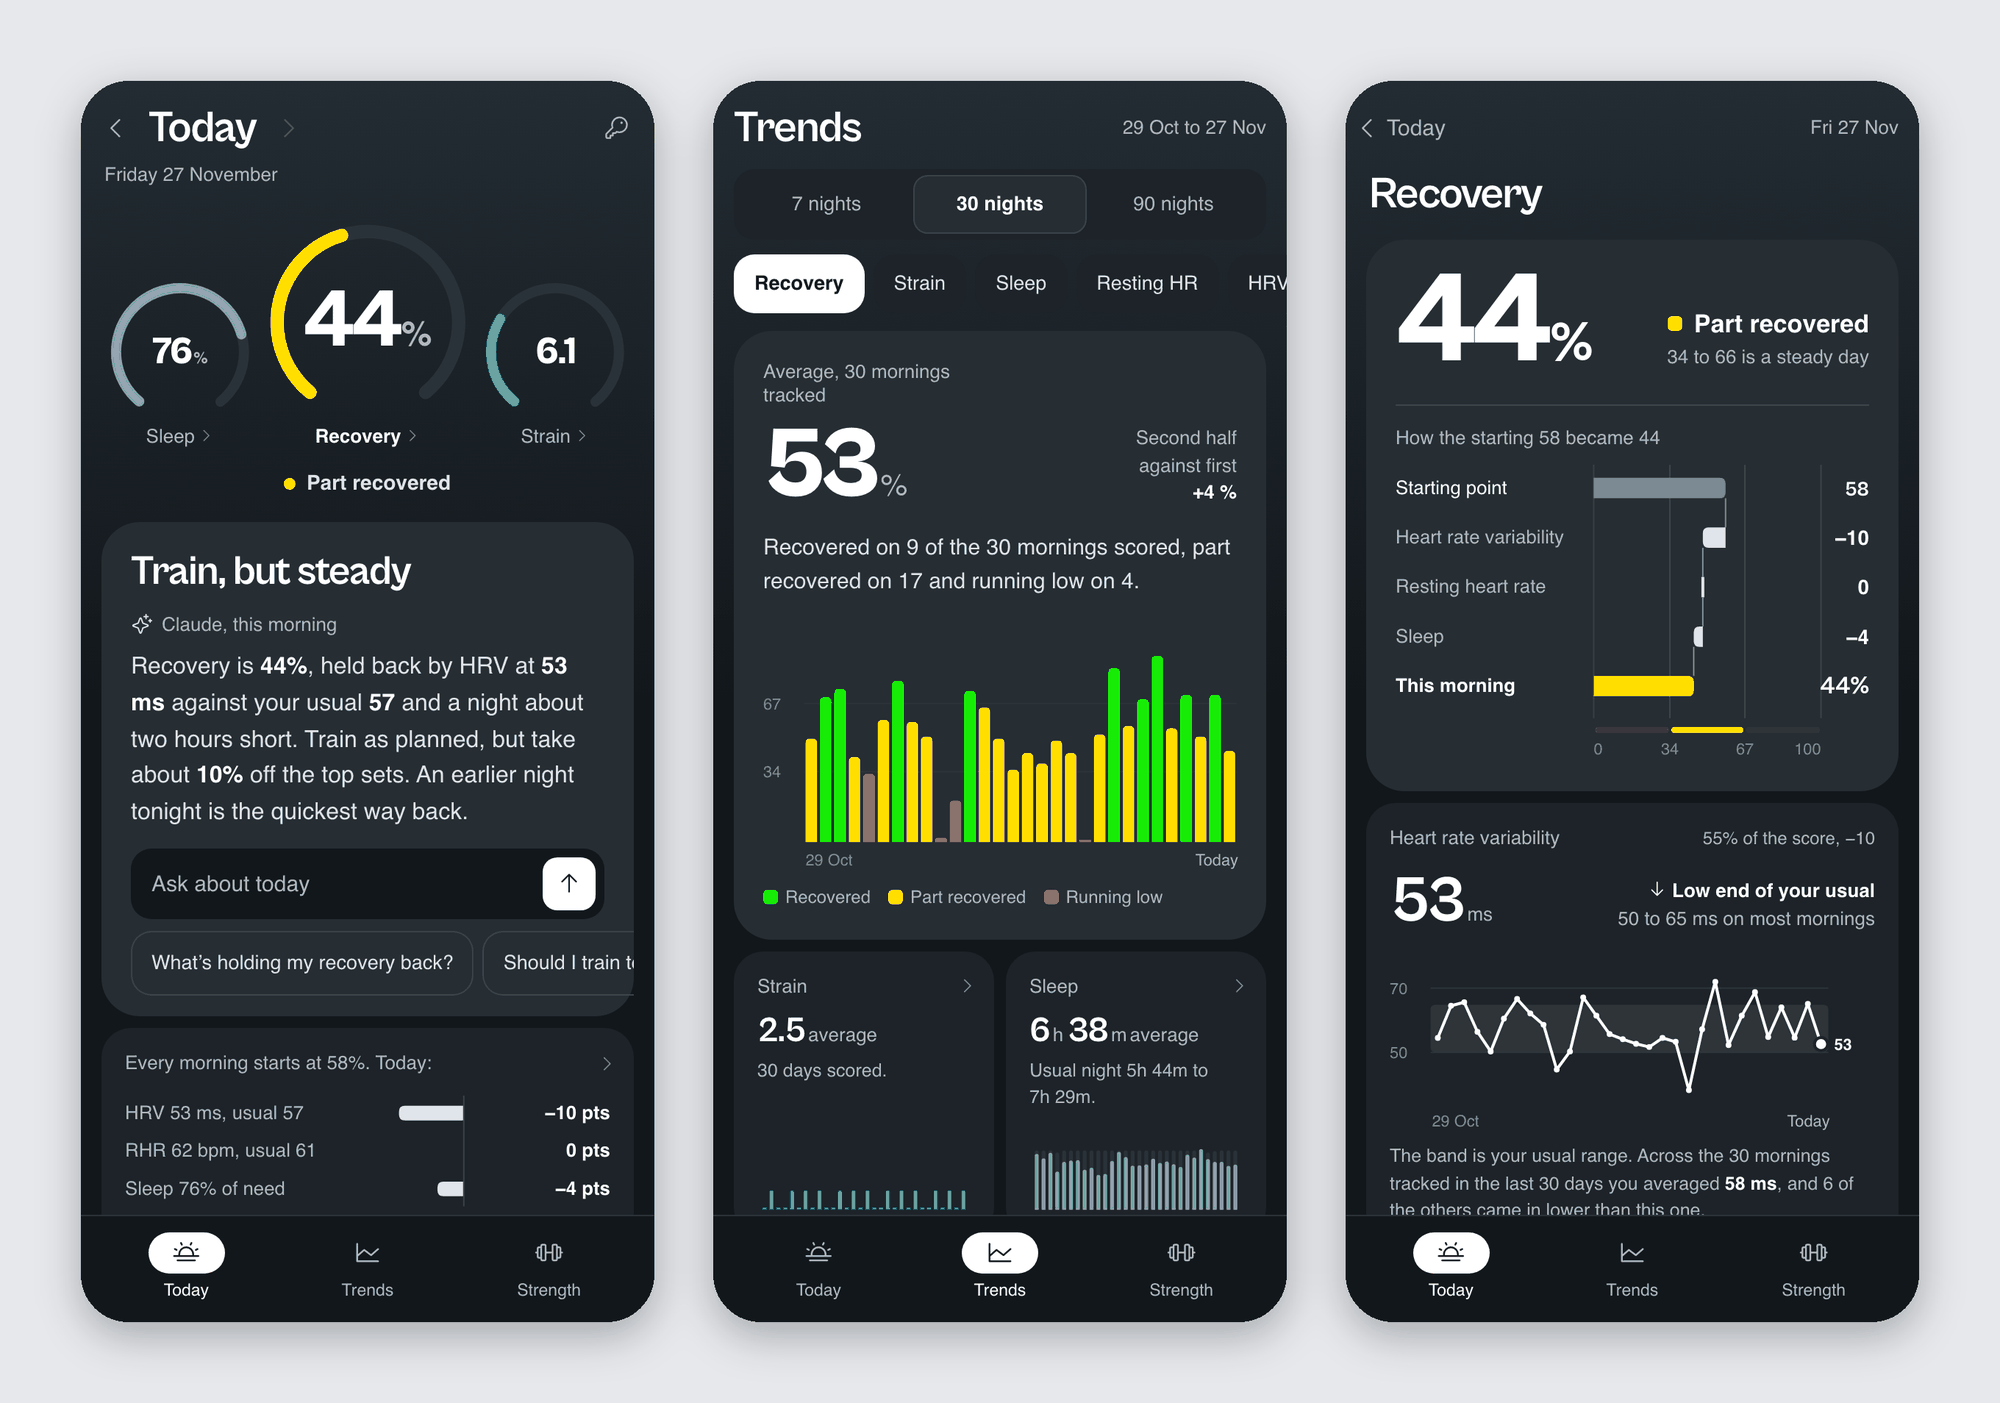 Today
Friday 27 November
76%
44%
6.1
Sleep
Recovery
Strain
Part recovered
Train, but steady
Claude, this morning
Recovery is 44%, held back by HRV at 53
ms against your usual 57 and a night about
two hours short. Train as planned, but take
about 10% off the top sets. An earlier night
tonight is the quickest way back.
Ask about today
What's holding my recovery back?
Should I train t
Every morning starts at 58%. Today:
HRV 53 ms, usual 57
−10 pts
RHR 62 bpm, usual 61
0 pts
Sleep 76% of need
−4 pts
Today
Trends
Strength
Trends
29 Oct to 27 Nov
7 nights
30 nights
90 nights
Recovery
Strain
Sleep
Resting HR
HRV
Average, 30 mornings
tracked
53%
Second half
against first
+4 %
Recovered on 9 of the 30 mornings scored, part
recovered on 17 and running low on 4.
67
34
29 Oct
Today
Recovered
Part recovered
Running low
Strain
2.5 average
30 days scored.
Sleep
6 h 38 m average
Usual night 5h 44m to
7h 29m.
Today
Trends
Strength
Today
Fri 27 Nov
Recovery
44%
Part recovered
34 to 66 is a steady day
How the starting 58 became 44
Starting point
58
Heart rate variability
−10
Resting heart rate
0
Sleep
−4
This morning
44%
0
34
67
100
Heart rate variability
55% of the score, −10
53 ms
Low end of your usual
50 to 65 ms on most mornings
70
50
53
29 Oct
Today
The band is your usual range. Across the 30 mornings
tracked in the last 30 days you averaged 58 ms, and 6 of
the others came in lower than this one.
Today
Trends
Strength